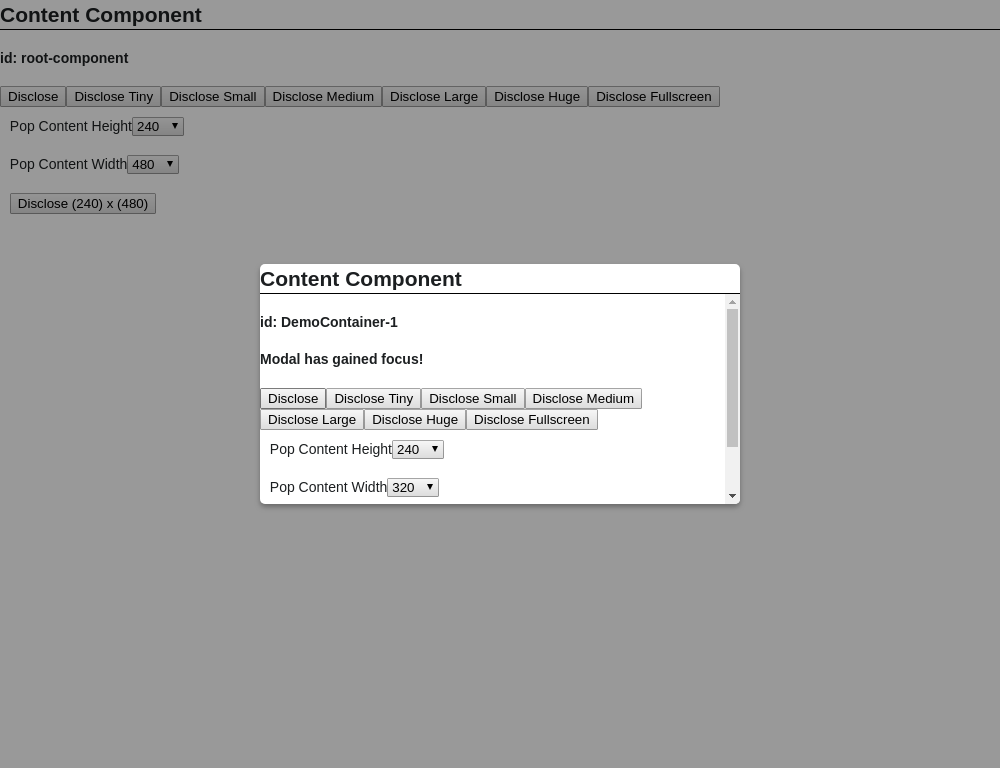 Content Component
id: root-component
Disclose Disclose Tiny Disclose Small Disclose Medium Disclose Large Disclose Huge Disclose Fullscreen
Pop Content Height 240
Pop Content Width 480
Disclose (240) x (480)
Content Component
id: DemoContainer-1
Modal has gained focus!
Disclose Disclose Tiny Disclose Small Disclose Medium
Disclose Large Disclose Huge Disclose Fullscreen
Pop Content Height 240
Pop Content Width 320